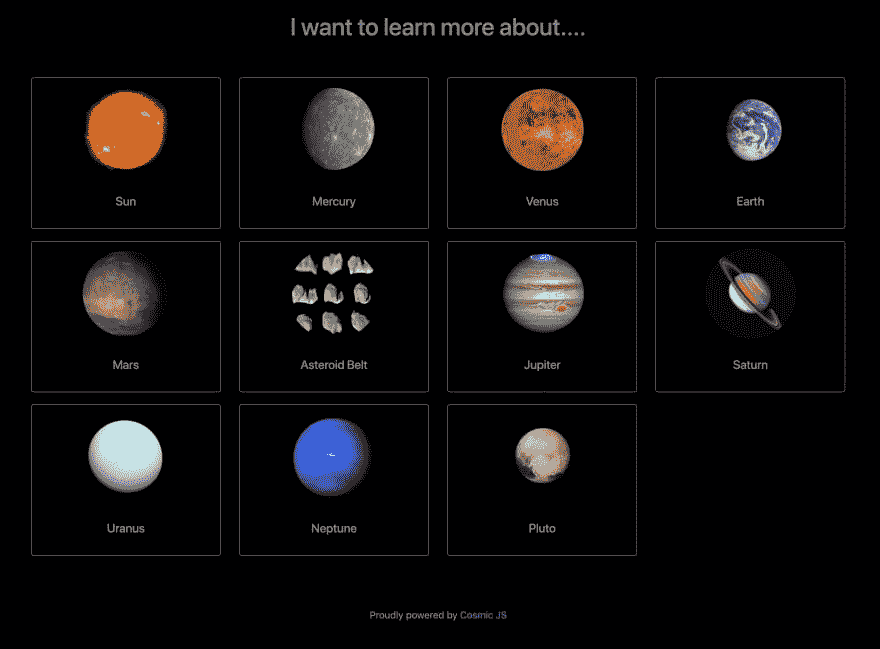 I want to learn more about....
Sun
Mercury
Venus
Earth
Mars
Asteroid Belt
Jupiter
Saturn
Uranus
Neptune
Pluto
Proudly powered by Cosmic JS